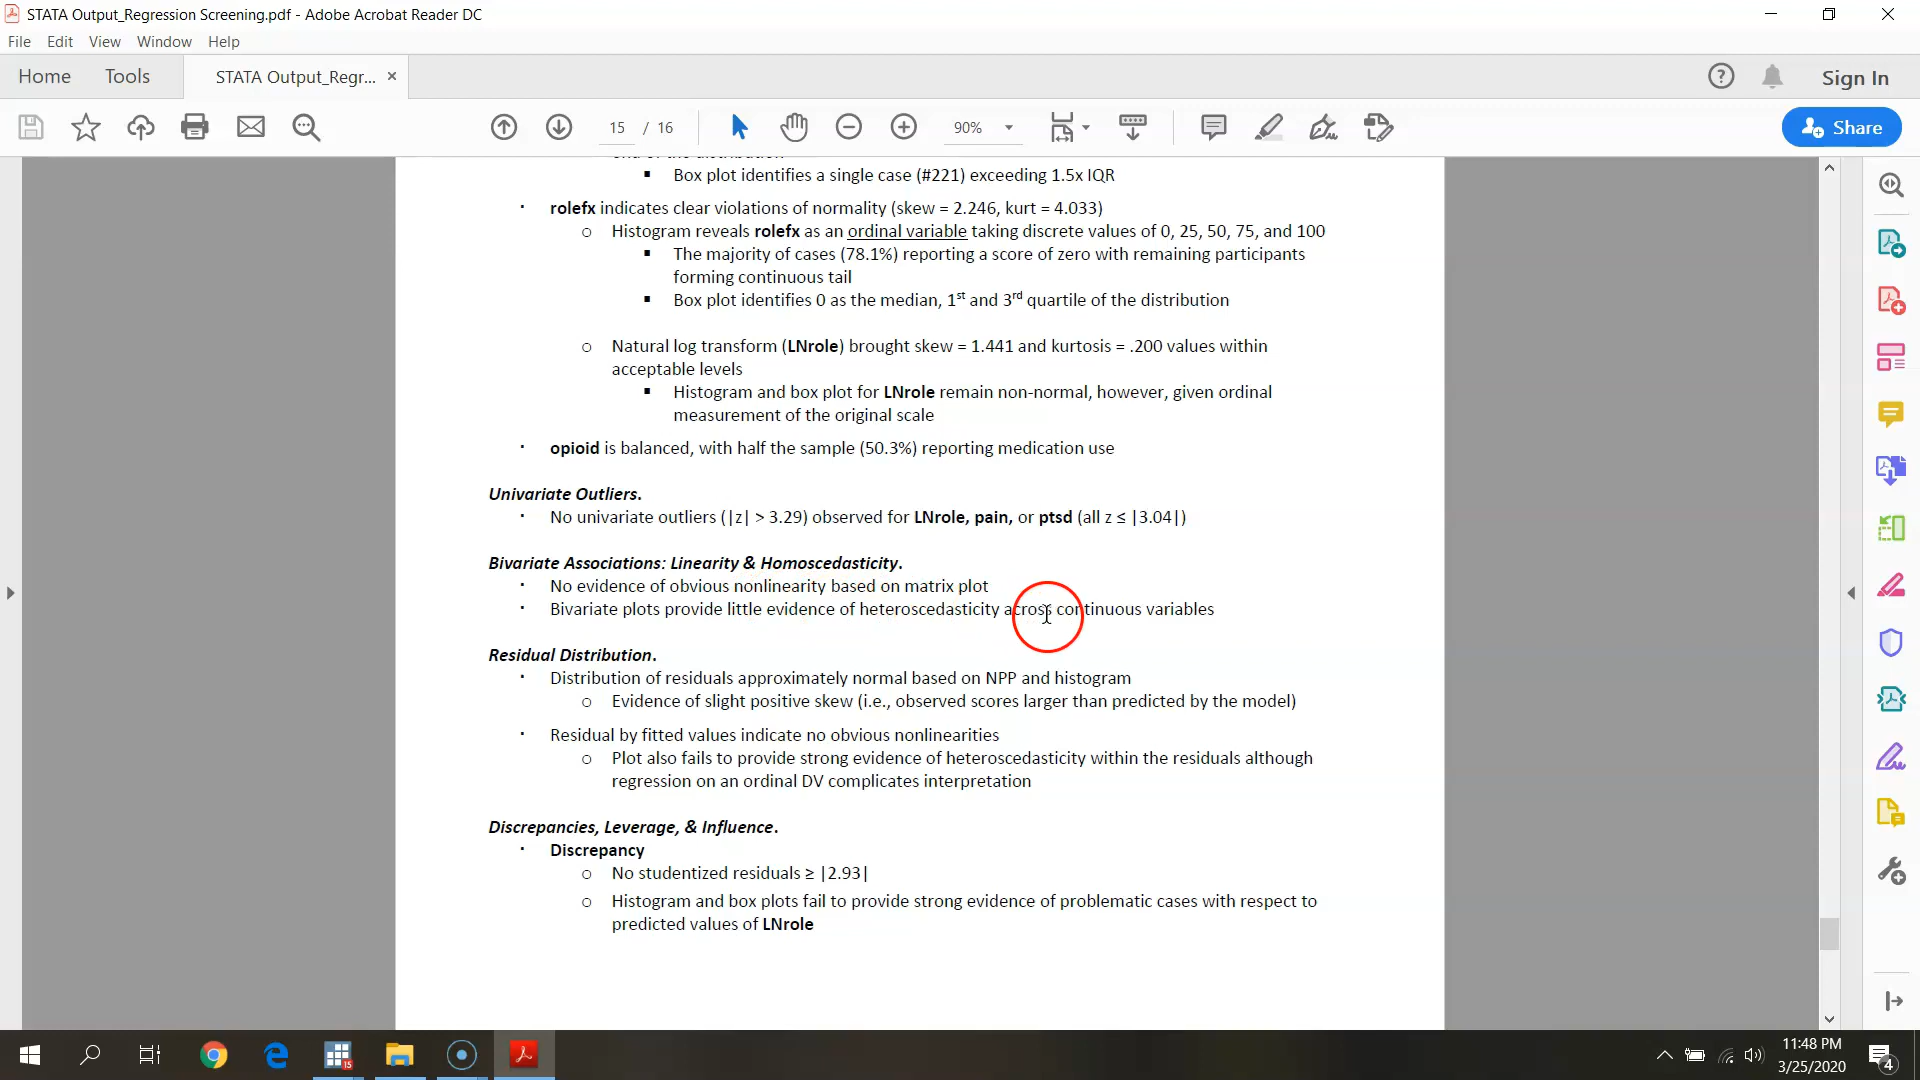 STATA Output_Regression Screening.pdf - Adobe Acrobat Reader DC
File Edit View Window Help
Home Tools STATA Output_Regr... × Sign In
15 / 16 90% Share
▪ Box plot identifies a single case (#221) exceeding 1.5x IQR
· rolefx indicates clear violations of normality (skew = 2.246, kurt = 4.033)
o Histogram reveals rolefx as an ordinal variable taking discrete values of 0, 25, 50, 75, and 100
▪ The majority of cases (78.1%) reporting a score of zero with remaining participants
forming continuous tail
▪ Box plot identifies 0 as the median, 1st and 3rd quartile of the distribution
o Natural log transform (LNrole) brought skew = 1.441 and kurtosis = .200 values within
acceptable levels
▪ Histogram and box plot for LNrole remain non-normal, however, given ordinal
measurement of the original scale
· opioid is balanced, with half the sample (50.3%) reporting medication use
Univariate Outliers.
· No univariate outliers (|z| > 3.29) observed for LNrole, pain, or ptsd (all z ≤ |3.04|)
Bivariate Associations: Linearity & Homoscedasticity.
· No evidence of obvious nonlinearity based on matrix plot
· Bivariate plots provide little evidence of heteroscedasticity across continuous variables
Residual Distribution.
· Distribution of residuals approximately normal based on NPP and histogram
o Evidence of slight positive skew (i.e., observed scores larger than predicted by the model)
· Residual by fitted values indicate no obvious nonlinearities
o Plot also fails to provide strong evidence of heteroscedasticity within the residuals although
regression on an ordinal DV complicates interpretation
Discrepancies, Leverage, & Influence.
· Discrepancy
o No studentized residuals ≥ |2.93|
o Histogram and box plots fail to provide strong evidence of problematic cases with respect to
predicted values of LNrole
15
11:48 PM
3/25/2020
4